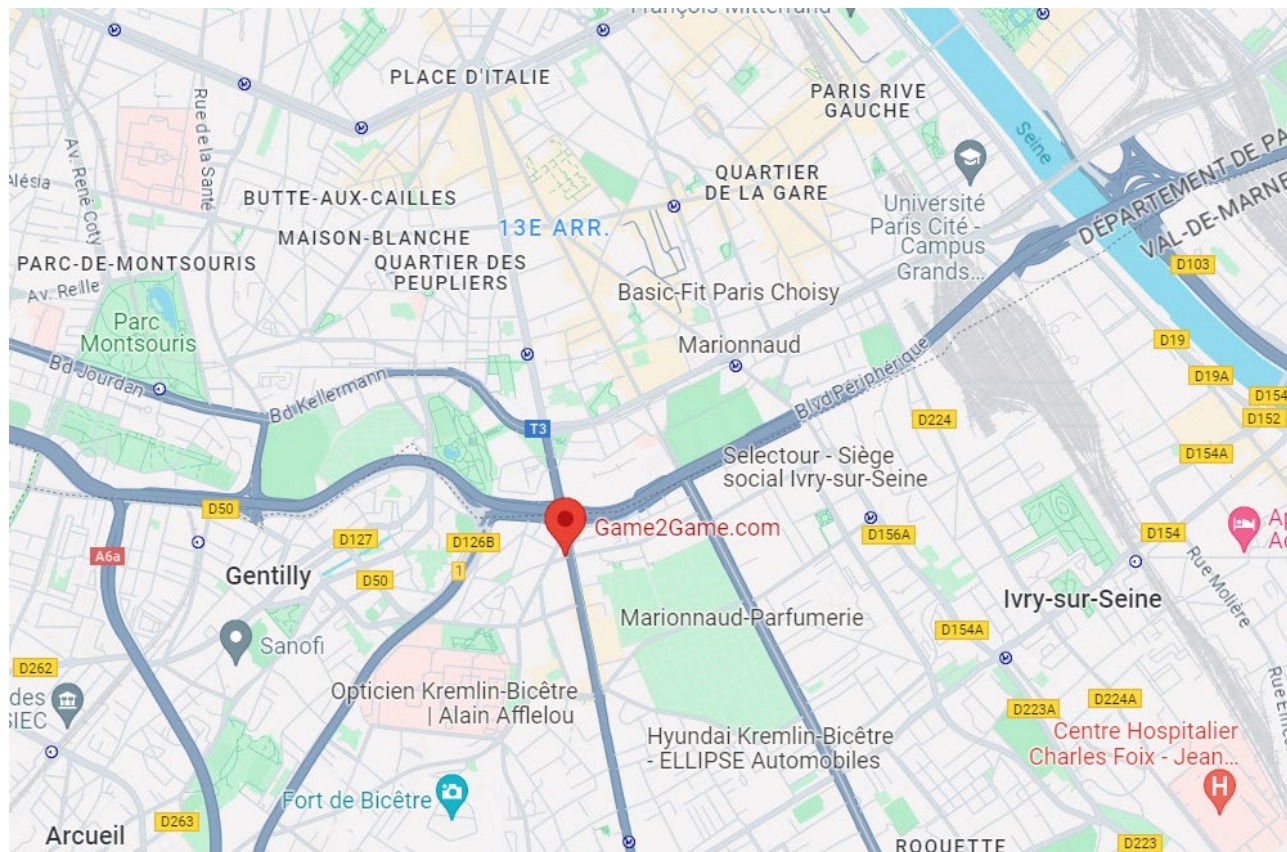 François Mitterrand
PLACE D'ITALIE
PARIS RIVE
GAUCHE
Seine
Av. René Coty
Rue de la Santé
Alésia
BUTTE-AUX-CAILLES
QUARTIER
DE LA GARE
Université
Paris Cité -
Campus
Grands...
DÉPARTEMENT DE PA
VAL-DE-MARNE
MAISON-BLANCHE
13E ARR.
PARC-DE-MONTSOURIS
QUARTIER DES
PEUPLIERS
D103
Av. Reille
Basic-Fit Paris Choisy
Parc
Montsouris
Marionnaud
D19
Bd Jourdan
Bd Kellermann
Blvd Périphérique
D19A
D154
D152
D224
T3
D154A
Selectour - Siège
social Ivry-sur-Seine
D50
Game2Game.com
D127
D126B
D156A
D154
Ap
Ac
A6a
1
Gentilly
D50
Ivry-sur-Seine
Rue Molière
Marionnaud-Parfumerie
D154A
Sanofi
D262
des
SIEC
Opticien Kremlin-Bicêtre
| Alain Afflelou
D223A
D224A
Hyundai Kremlin-Bicêtre
- ELLIPSE Automobiles
Centre Hospitalier
Charles Foix - Jean...
H
Fort de Bicêtre
Arcueil
D263
ROQUETTE
D223